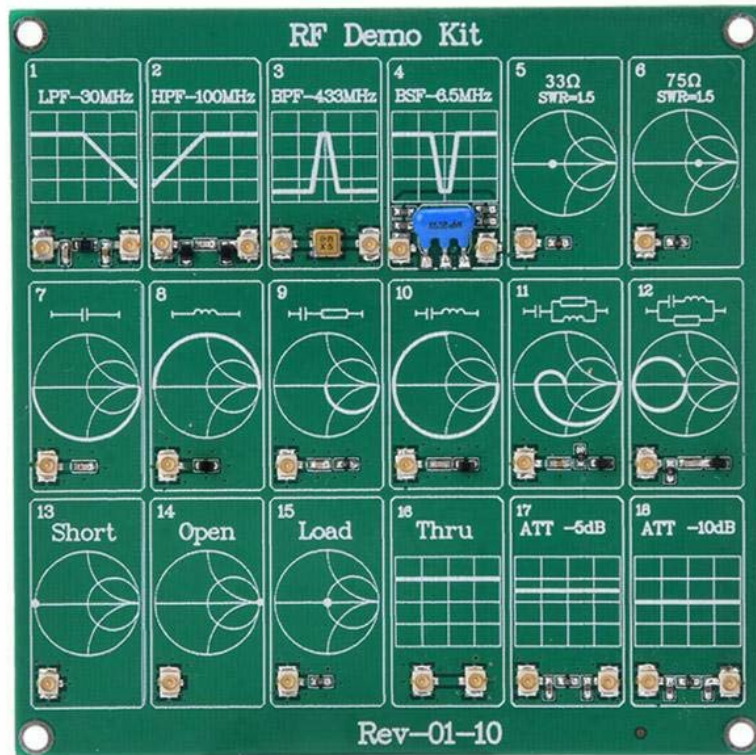 RF Demo Kit
1
LPF-30MHz
2
HPF-100MHz
3
BPF-433MHz
4
BSF-6.5MHz
5
33Ω
SWR=1.5
6
75Ω
SWR=1.5
7
8
9
10
11
12
13
Short
14
Open
15
Load
16
Thru
17
ATT -5dB
18
ATT -10dB
Rev-01-10